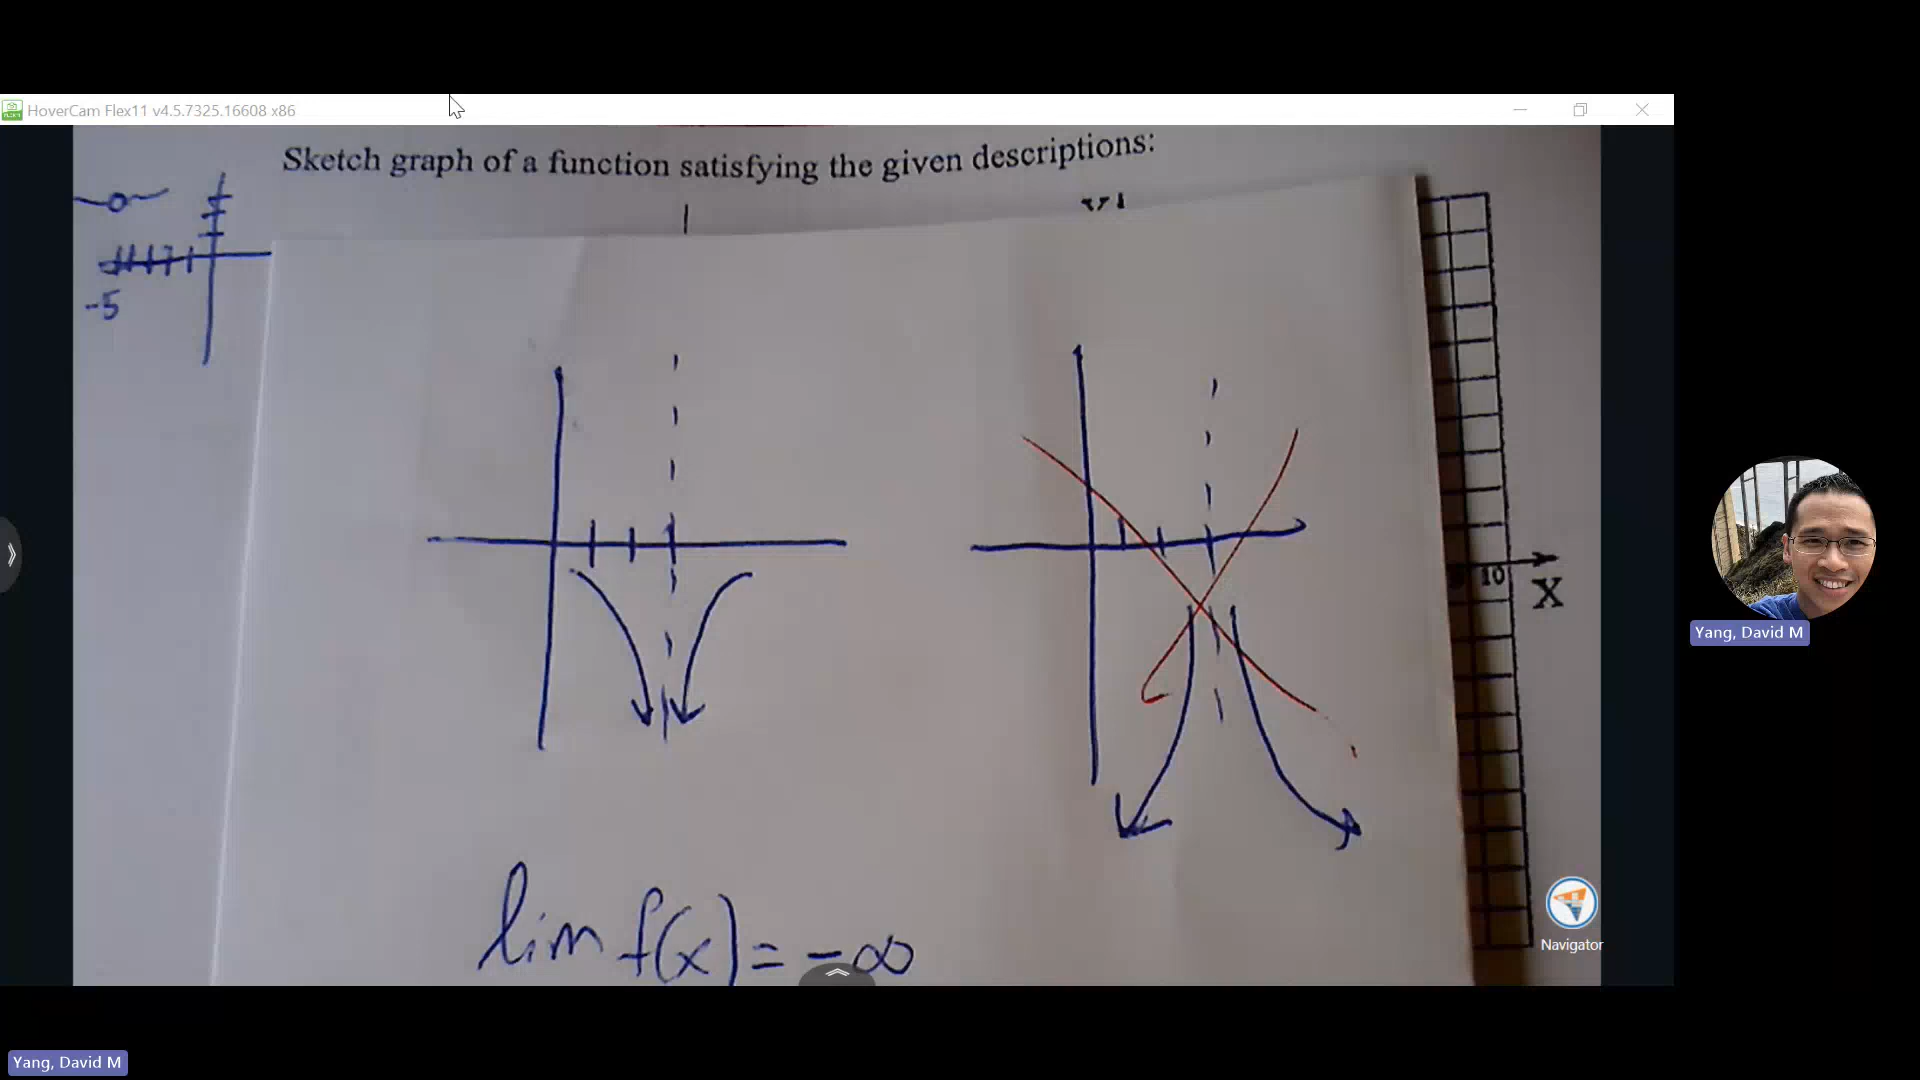 HoverCam Flex11 v4.5.7325.16608 x86
Sketch graph of a function satisfying the given descriptions:
-5
10
X
Yang, David M
lim f(x) = -∞
Navigator
Yang, David M